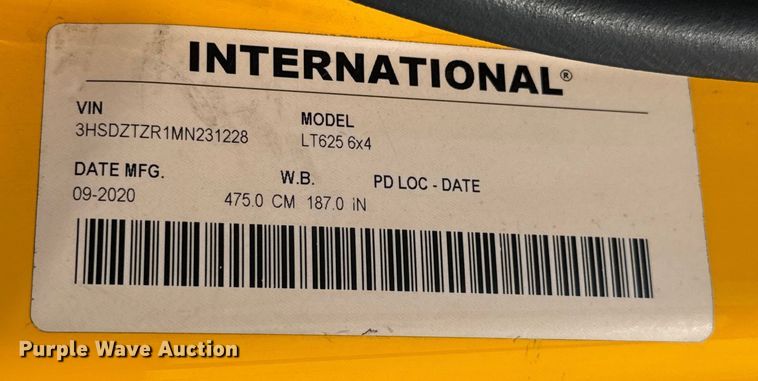 INTERNATIONAL®
VIN MODEL
3HSDZTZR1MN231228 LT625 6x4
DATE MFG. W.B. PD LOC - DATE
09-2020 475.0 CM 187.0 iN
Purple Wave Auction